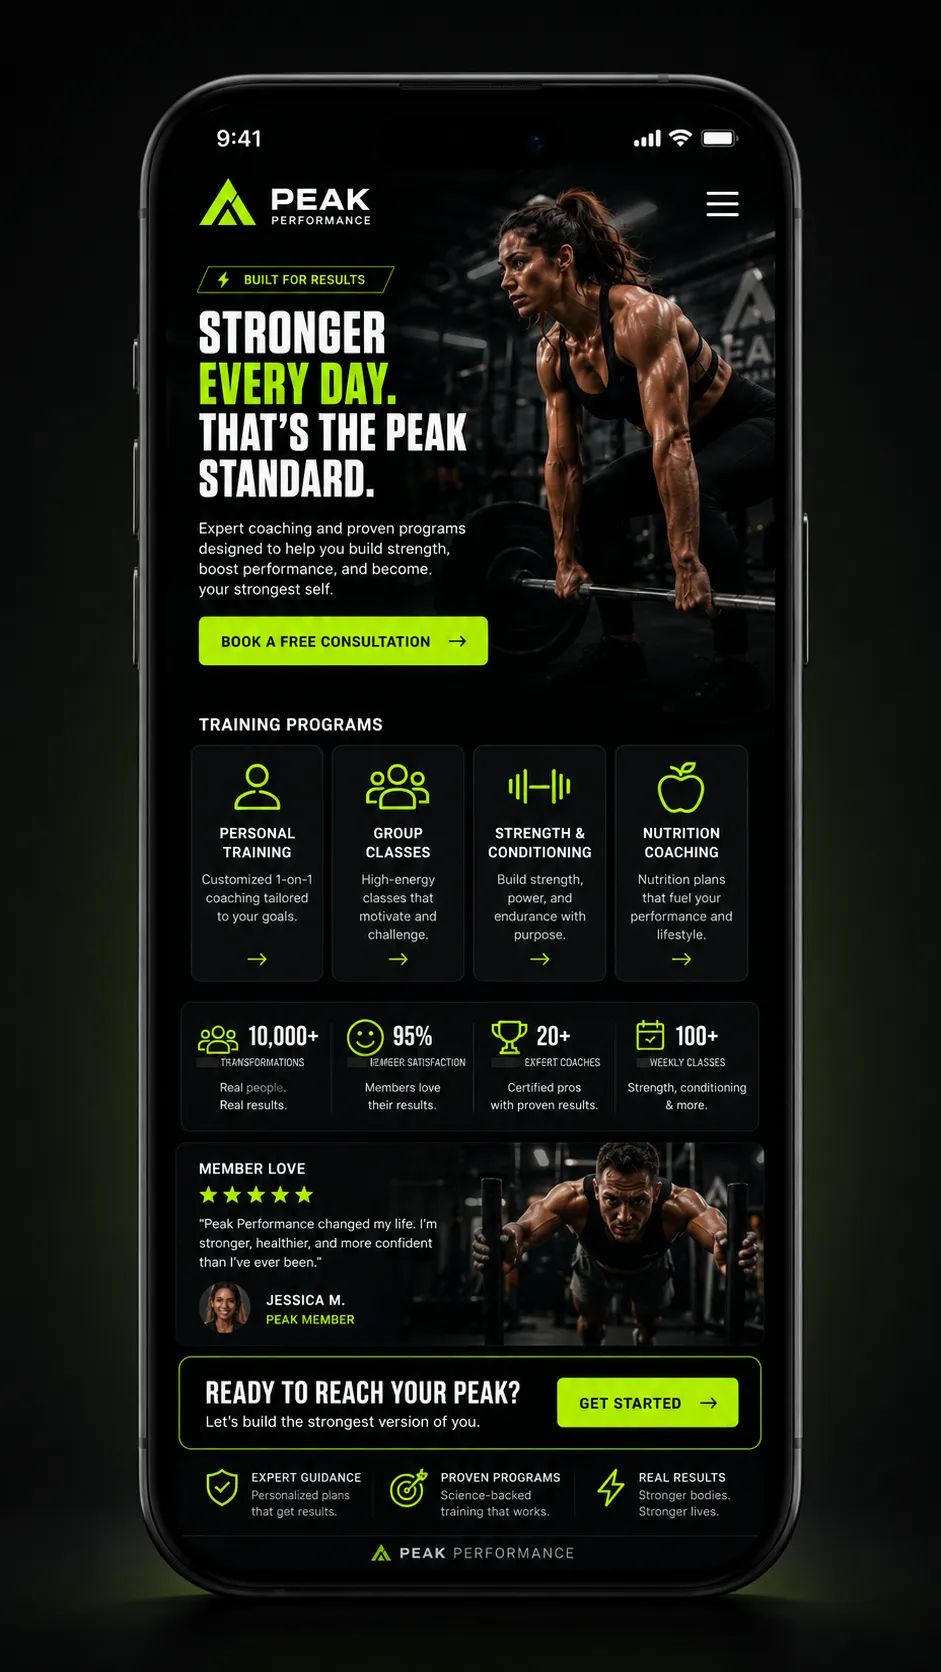 9:41
PEAK
PERFORMANCE
BUILT FOR RESULTS
STRONGER
EVERY DAY.
THAT'S THE PEAK
STANDARD.
Expert coaching and proven programs
designed to help you build strength,
boost performance, and become.
your strongest self.
BOOK A FREE CONSULTATION →
TRAINING PROGRAMS
PERSONAL
TRAINING
Customized 1-on-1
coaching tailored
to your goals.
→
GROUP
CLASSES
High-energy
classes that
motivate and
challenge.
→
STRENGTH &
CONDITIONING
Build strength,
power, and
endurance with
purpose.
→
NUTRITION
COACHING
Nutrition plans
that fuel your
performance and
lifestyle.
→
10,000+
TRANSFORMATIONS
Real people.
Real results.
95%
SATISFACTION
Members love
their results.
20+
EXPERT COACHES
Certified pros
with proven results.
100+
WEEKLY CLASSES
Strength, conditioning
& more.
MEMBER LOVE
★★★★★
"Peak Performance changed my life. I'm
stronger, healthier, and more confident
than I've ever been."
JESSICA M.
PEAK MEMBER
READY TO REACH YOUR PEAK?
Let's build the strongest version of you.
GET STARTED →
EXPERT GUIDANCE
Personalized plans
that get results.
PROVEN PROGRAMS
Science-backed
training that works.
REAL RESULTS
Stronger bodies.
Stronger lives.
PEAK PERFORMANCE